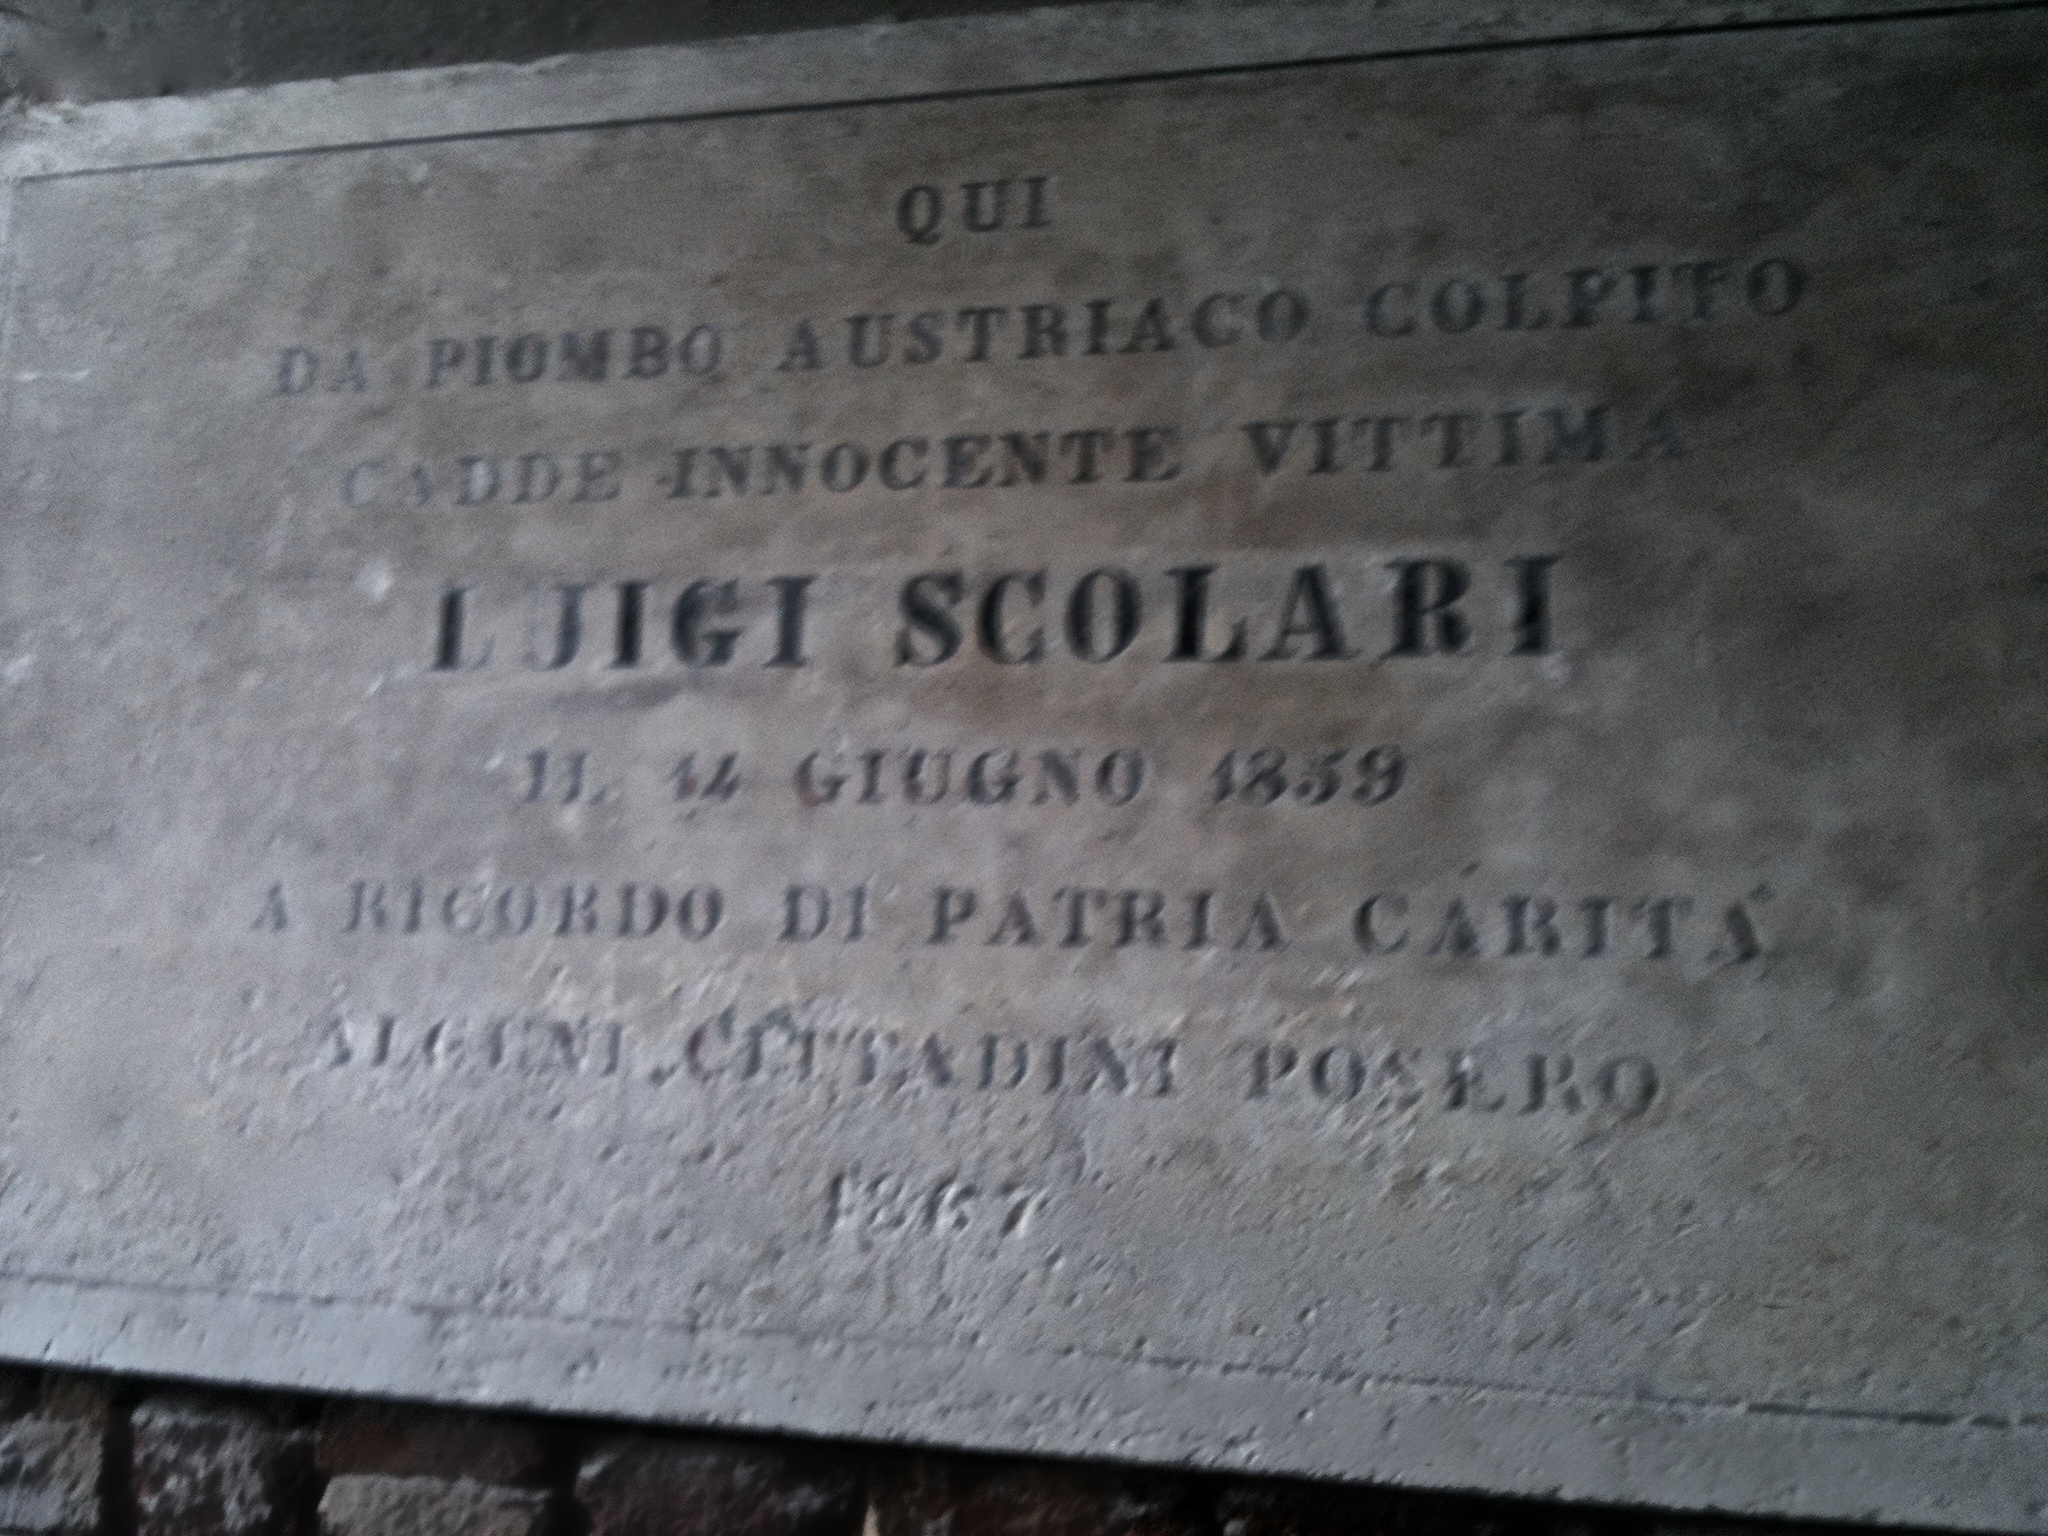 QUI
DA PIOMBO AUSTRIACO COLPITO
CADDE INNOCENTE VITTIMA
LUIGI SCOLARI
IL 14 GIUGNO 1859
A RICORDO DI PATRIA CARITÁ
ALCUNI CITTADINI POSERO
1867